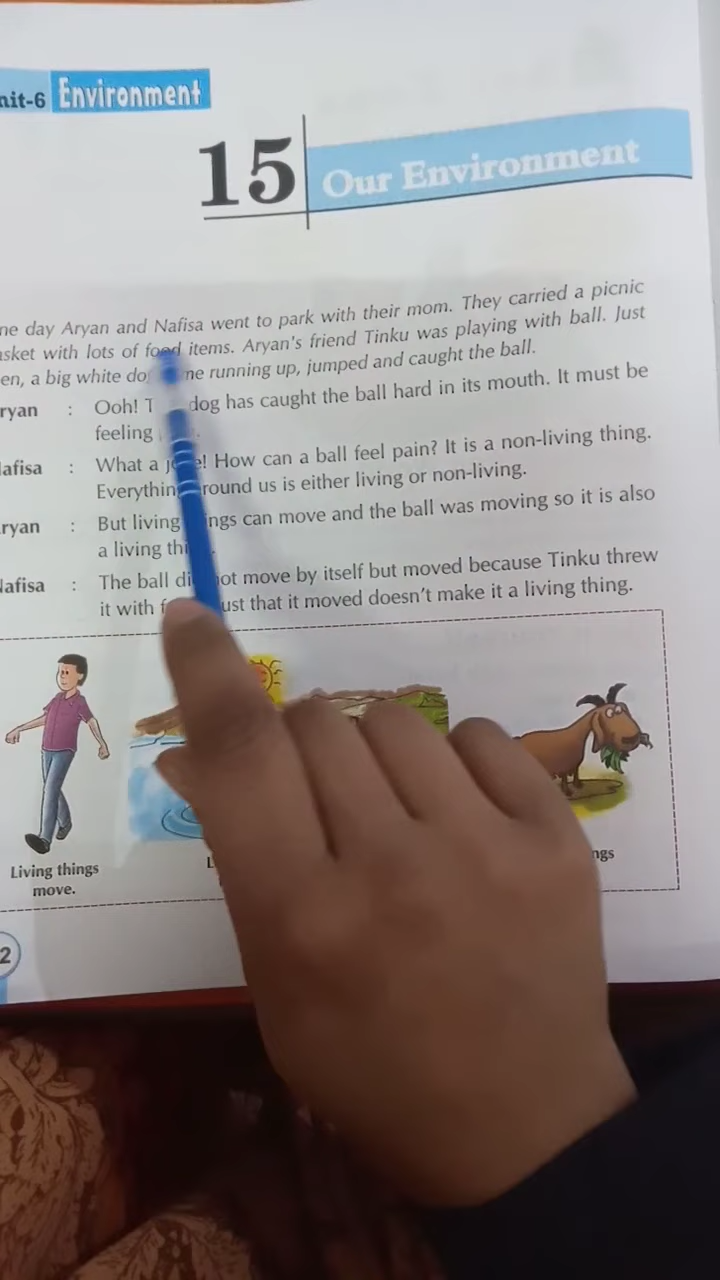 nit-6 Environment
15 Our Environment
ne day Aryan and Nafisa went to park with their mom. They carried a picnic
sket with lots of food items. Aryan's friend Tinku was playing with ball. Just
en, a big white do me running up, jumped and caught the ball.
ryan : Ooh! T dog has caught the ball hard in its mouth. It must be
feeling
afisa : What a j e! How can a ball feel pain? It is a non-living thing.
Everythin round us is either living or non-living.
ryan : But living ngs can move and the ball was moving so it is also
a living thi
afisa : The ball di ot move by itself but moved because Tinku threw
it with f ust that it moved doesn't make it a living thing.
Living things
move.
L
ngs
2